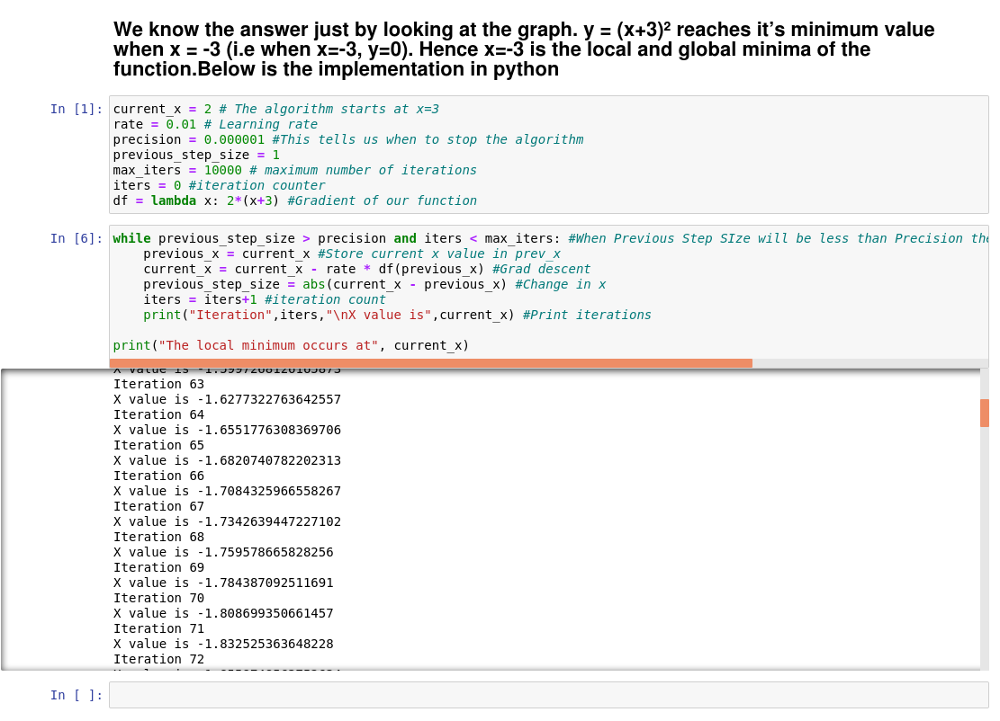 We know the answer just by looking at the graph. y = (x+3)² reaches it’s minimum value
when x = -3 (i.e when x=-3, y=0). Hence x=-3 is the local and global minima of the
function.Below is the implementation in python
In [1]: current_x = 2 # The algorithm starts at x=3
rate = 0.01 # Learning rate
precision = 0.000001 #This tells us when to stop the algorithm
previous_step_size = 1
max_iters = 10000 # maximum number of iterations
iters = 0 #iteration counter
df = lambda x: 2*(x+3) #Gradient of our function
In [6]: while previous_step_size > precision and iters < max_iters: #When Previous Step SIze will be less than Precision
    previous_x = current_x #Store current x value in prev_x
    current_x = current_x - rate * df(previous_x) #Grad descent
    previous_step_size = abs(current_x - previous_x) #Change in x
    iters = iters+1 #iteration count
    print("Iteration",iters,"\nX value is",current_x) #Print iterations
print("The local minimum occurs at", current_x)
X value is
Iteration 63
X value is -1.6277322763642557
Iteration 64
X value is -1.6551776308369706
Iteration 65
X value is -1.6820740782202313
Iteration 66
X value is -1.7084325966558267
Iteration 67
X value is -1.7342639447227102
Iteration 68
X value is -1.759578665828256
Iteration 69
X value is -1.784387092511691
Iteration 70
X value is -1.808699350661457
Iteration 71
X value is -1.832525363648228
Iteration 72
In [ ]: